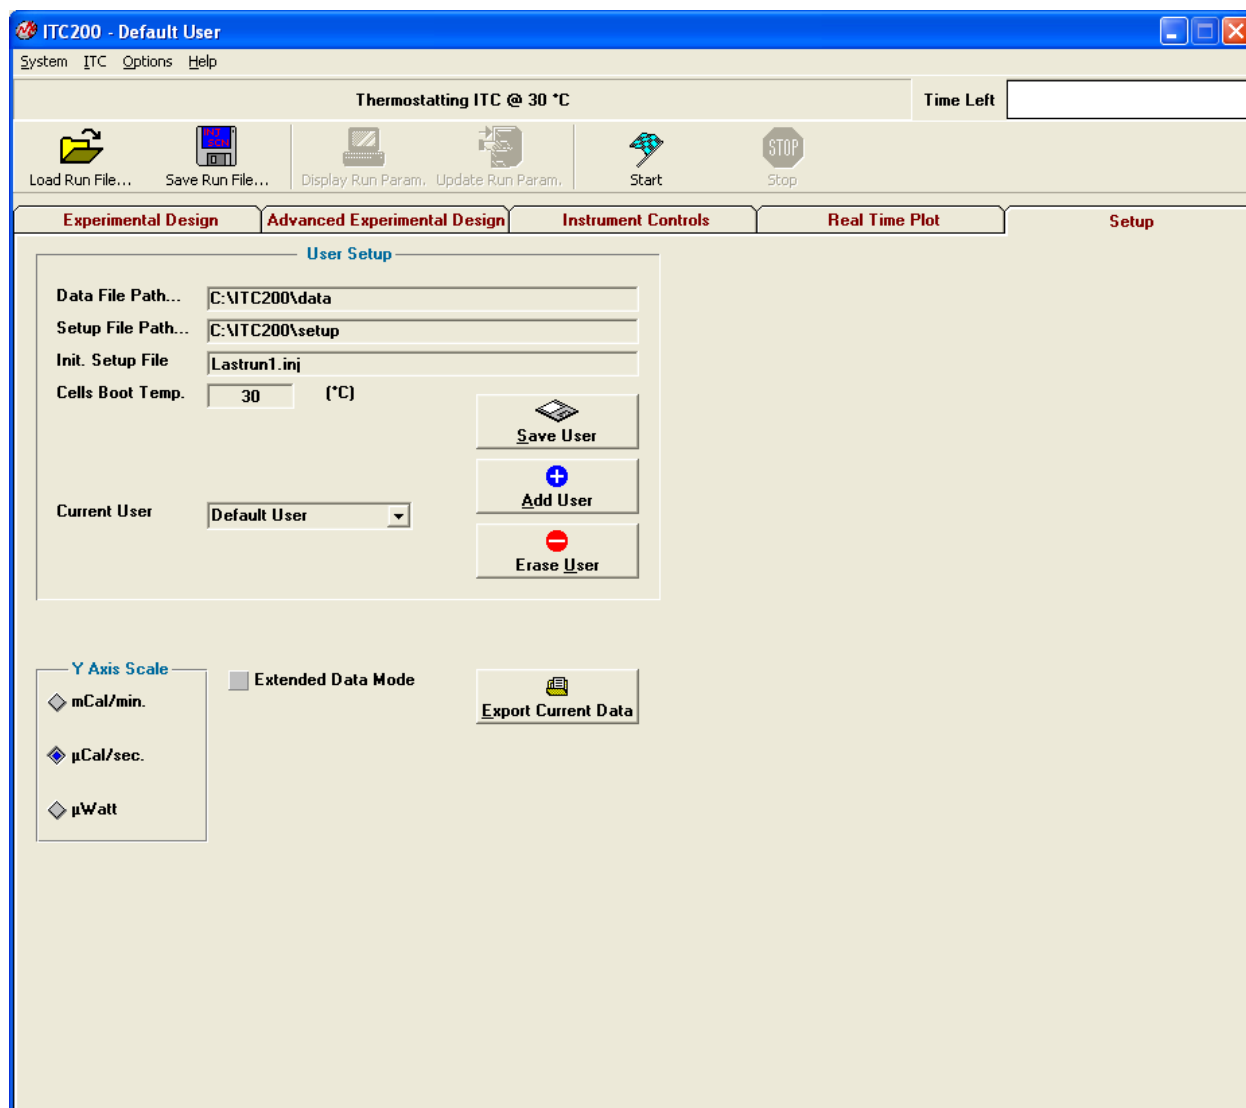 ITC200 - Default User
System ITC Options Help
Thermostatting ITC @ 30 °C Time Left
INJ
SCN
STOP
Load Run File... Save Run File... Display Run Param. Update Run Param. Start Stop
Experimental Design Advanced Experimental Design Instrument Controls Real Time Plot Setup
User Setup
Data File Path... C:\ITC200\data
Setup File Path... C:\ITC200\setup
Init. Setup File Lastrun1.inj
Cells Boot Temp. 30 (°C)
Save User
Add User
Current User Default User
Erase User
Y Axis Scale
Extended Data Mode
mCal/min.
Export Current Data
µCal/sec.
µWatt